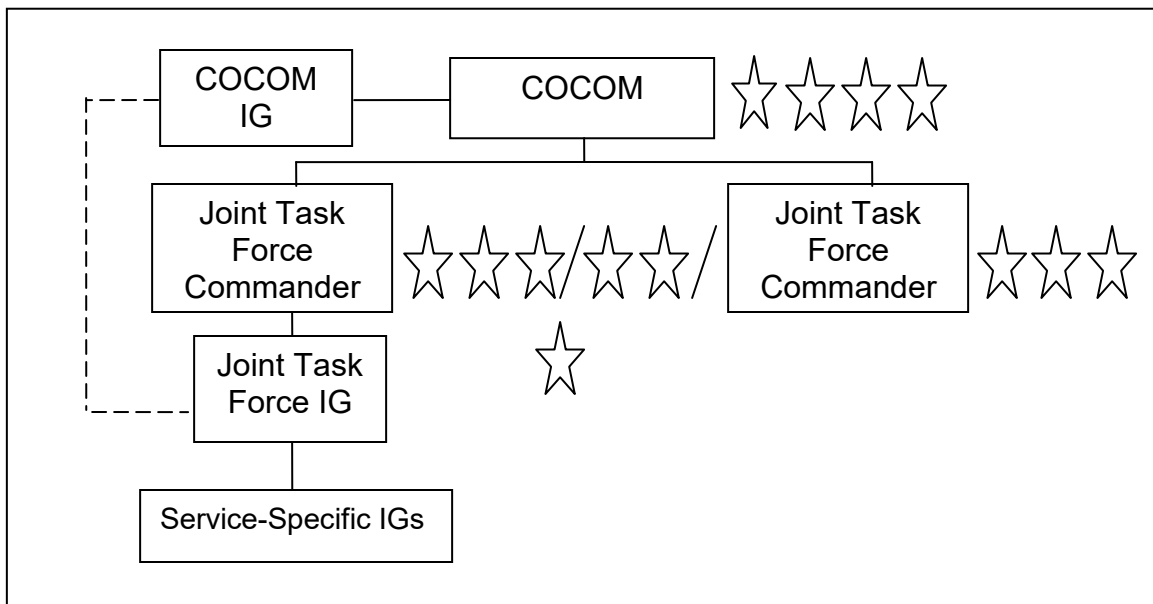 COCOM
IG
COCOM
Joint Task
Force
Commander
Joint Task
Force
Commander
Joint Task
Force IG
Service-Specific IGs